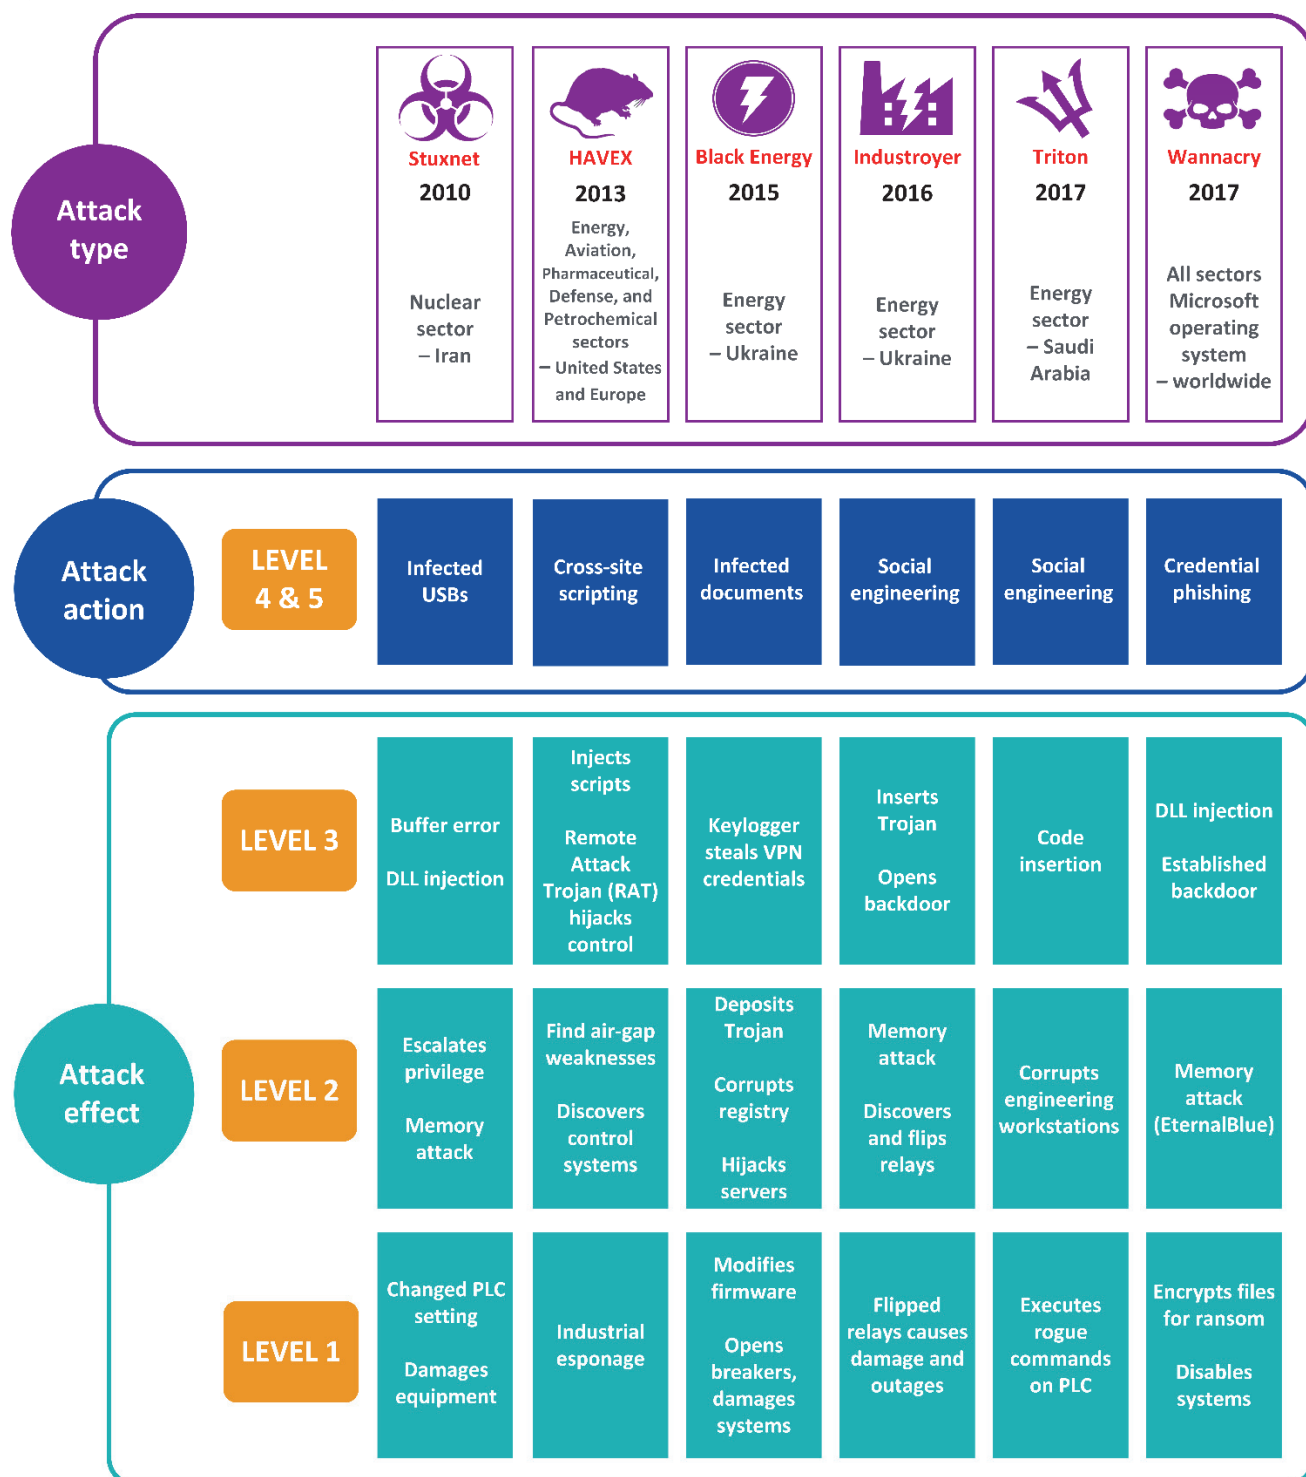 Attack
type
Stuxnet
2010
Nuclear
sector
– Iran
HAVEX
2013
Energy,
Aviation,
Pharmaceutical,
Defense, and
Petrochemical
sectors
– United States
and Europe
Black Energy
2015
Energy
sector
– Ukraine
Industroyer
2016
Energy
sector
– Ukraine
Triton
2017
Energy
sector
– Saudi
Arabia
Wannacry
2017
All sectors
Microsoft
operating
system
– worldwide
Attack
action
LEVEL
4 & 5
Infected
USBs
Cross-site
scripting
Infected
documents
Social
engineering
Social
engineering
Credential
phishing
Attack
effect
LEVEL 3
Buffer error
DLL injection
Injects
scripts
Remote
Attack
Trojan (RAT)
hijacks
control
Keylogger
steals VPN
credentials
Inserts
Trojan
Opens
backdoor
Code
insertion
DLL injection
Established
backdoor
LEVEL 2
Escalates
privilege
Memory
attack
Find air-gap
weaknesses
Discovers
control
systems
Deposits
Trojan
Corrupts
registry
Hijacks
servers
Memory
attack
Discovers
and flips
relays
Corrupts
engineering
workstations
Memory
attack
(EternalBlue)
LEVEL 1
Changed PLC
setting
Damages
equipment
Industrial
esponage
Modifies
firmware
Opens
breakers,
damages
systems
Flipped
relays causes
damage and
outages
Executes
rogue
commands
on PLC
Encrypts files
for ransom
Disables
systems